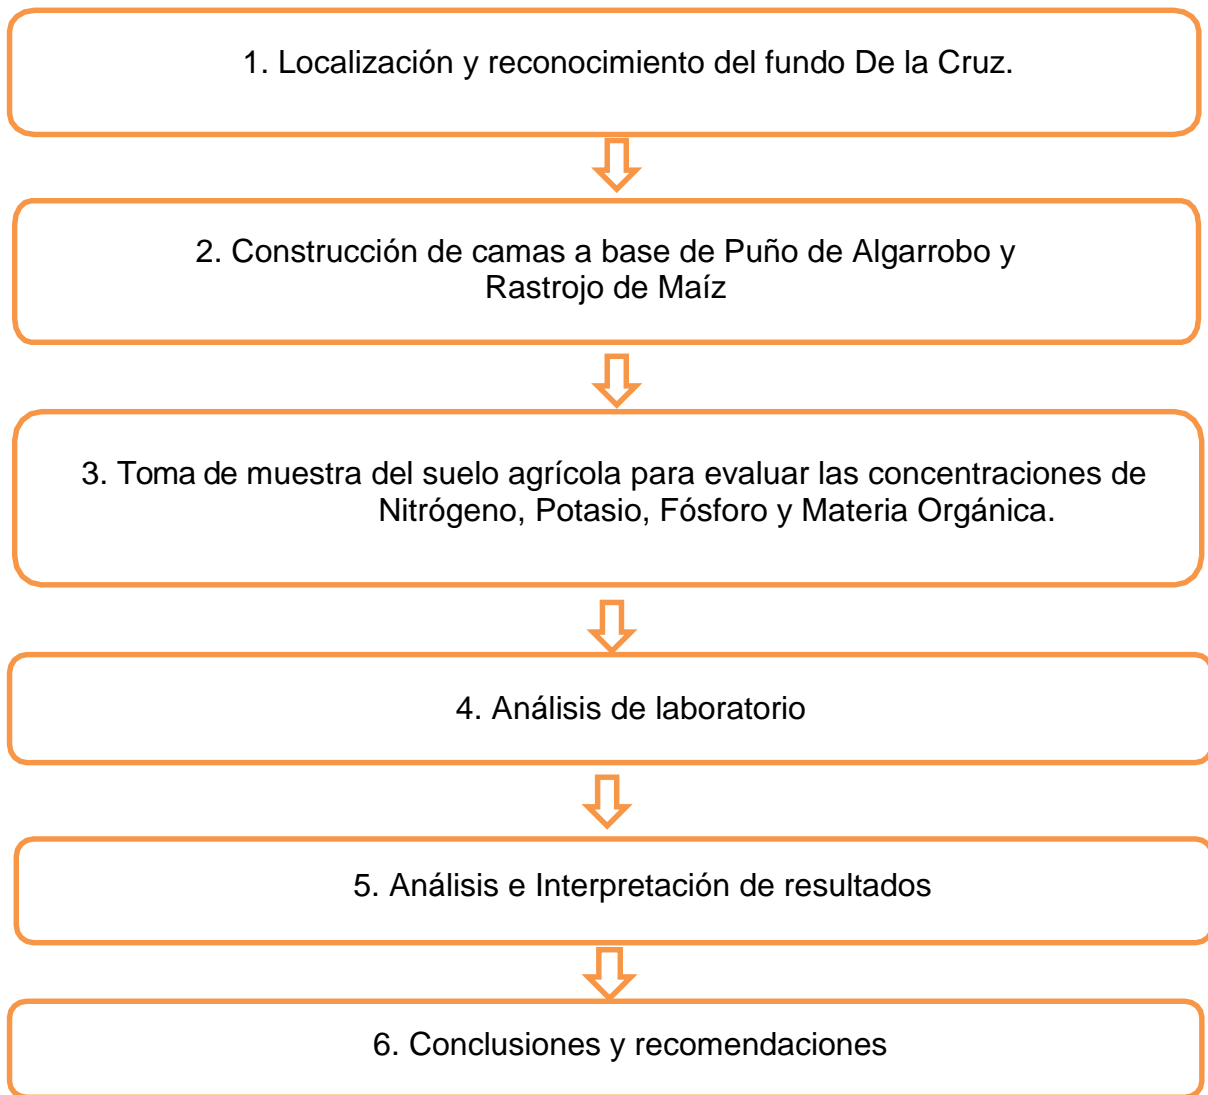 1. Localización y reconocimiento del fundo De la Cruz.
2. Construcción de camas a base de Puño de Algarrobo y
Rastrojo de Maíz
3. Toma de muestra del suelo agrícola para evaluar las concentraciones de
Nitrógeno, Potasio, Fósforo y Materia Orgánica.
4. Análisis de laboratorio
5. Análisis e Interpretación de resultados
6. Conclusiones y recomendaciones